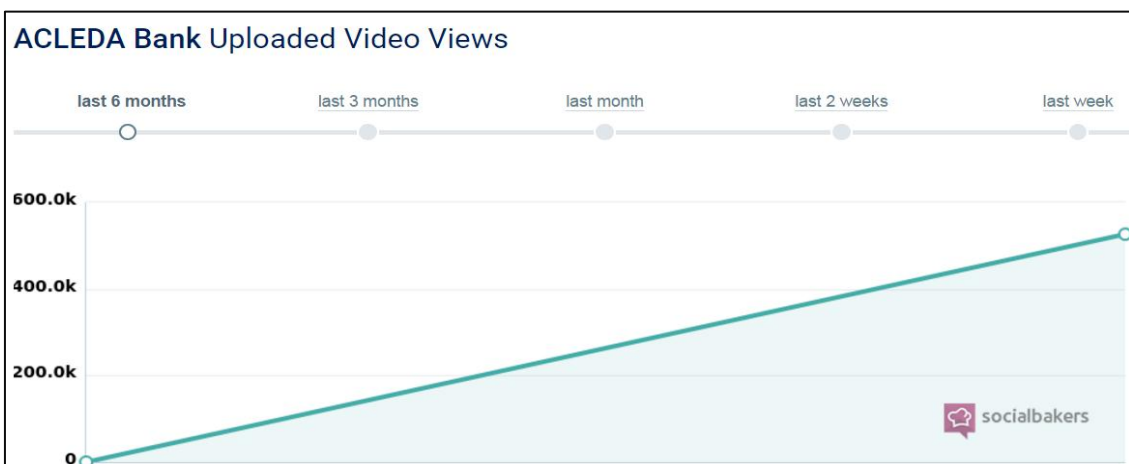 ACLEDA Bank Uploaded Video Views
last 6 months last 3 months last month last 2 weeks last week
600.0k
400.0k
200.0k
socialbakers
0